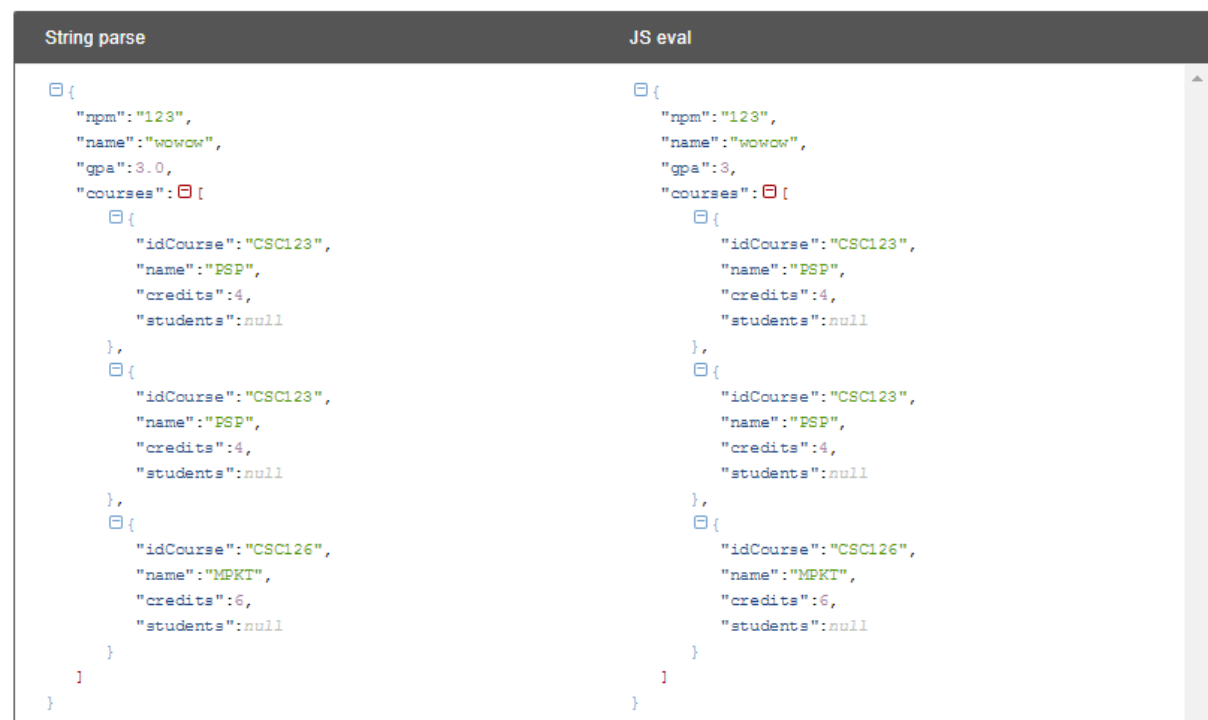 String parse
{
"npm":"123",
"name":"wowow",
"gpa":3.0,
"courses":[
{
"idCourse":"CSC123",
"name":"PSP",
"credits":4,
"students":null
},
{
"idCourse":"CSC123",
"name":"PSP",
"credits":4,
"students":null
},
{
"idCourse":"CSC126",
"name":"MPKT",
"credits":6,
"students":null
}
]
}
JS eval
{
"npm":"123",
"name":"wowow",
"gpa":3,
"courses":[
{
"idCourse":"CSC123",
"name":"PSP",
"credits":4,
"students":null
},
{
"idCourse":"CSC123",
"name":"PSP",
"credits":4,
"students":null
},
{
"idCourse":"CSC126",
"name":"MPKT",
"credits":6,
"students":null
}
]
}